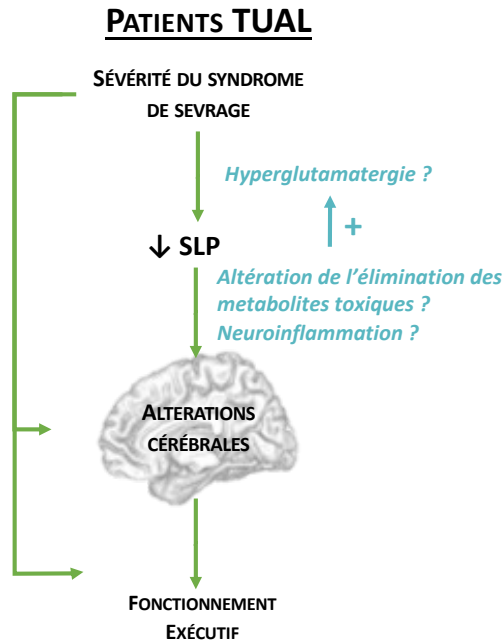 PATIENTS TUAL
SÉVÉRITÉ DU SYNDROME
DE SEVRAGE
Hyperglutamatergie ?
+
↓ SLP
Altération de l'élimination des
metabolites toxiques ?
Neuroinflammation ?
ALTERATIONS
CÉRÉBRALES
FONCTIONNEMENT
EXÉCUTIF